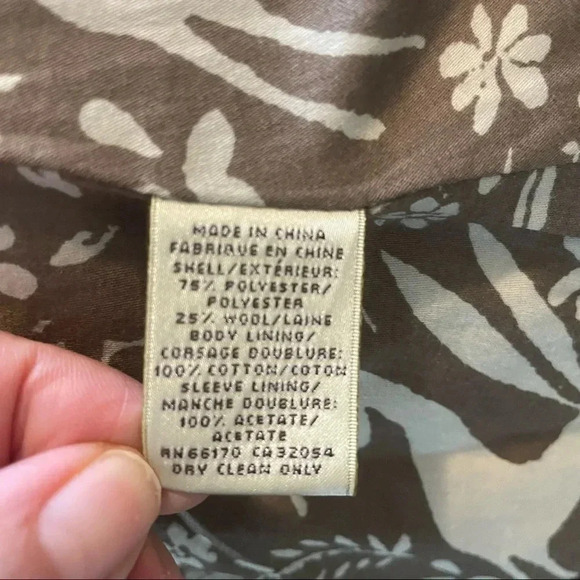 MADE IN CHINA
FABRIQUE EN CHINE
SHELL/EXTÉRIEUR:
75% POLYESTER/
POLYESTER
25% WOOL/LAINE
BODY LINING/
CORSAGE DOUBLURE:
100% COTTON/COTON
SLEEVE LINING/
MANCHE DOUBLURE:
100% ACETATE/
ACETATE
RN66170 CA32054
DRY CLEAN ONLY